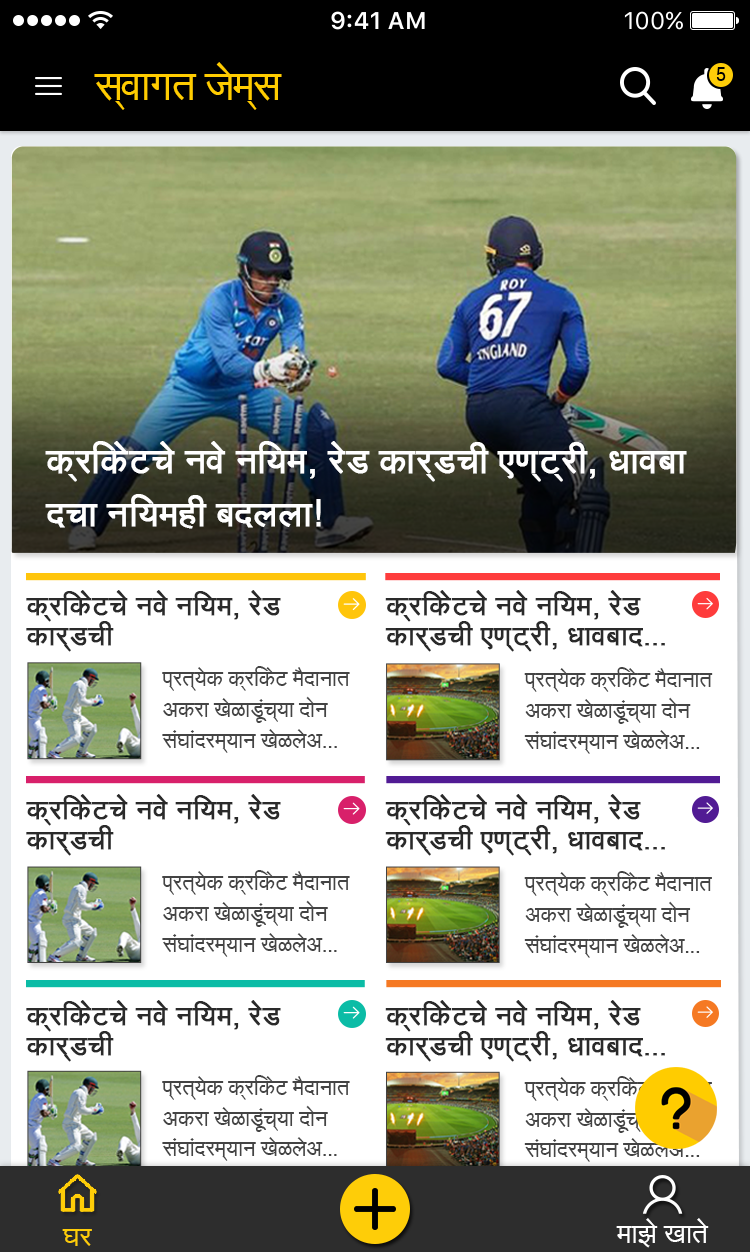 9:41 AM
100%
स्वागत जेम्स
5
ROY
67
ENGLAND
paytm paytm
क्रिकेटचे नवे नियम, रेड कार्डची एण्ट्री, धावबा
दचा नियमही बदलला!
क्रिकेटचे नवे नियम, रेड
कार्डची
प्रत्येक क्रिकेट मैदानात
अकरा खेळाडूंच्या दोन
संघांदरम्यान खेळलेअ...
क्रिकेटचे नवे नियम, रेड
कार्डची एण्ट्री, धावबाद...
प्रत्येक क्रिकेट मैदानात
अकरा खेळाडूंच्या दोन
संघांदरम्यान खेळलेअ...
क्रिकेटचे नवे नियम, रेड
कार्डची
प्रत्येक क्रिकेट मैदानात
अकरा खेळाडूंच्या दोन
संघांदरम्यान खेळलेअ...
क्रिकेटचे नवे नियम, रेड
कार्डची एण्ट्री, धावबाद...
प्रत्येक क्रिकेट मैदानात
अकरा खेळाडूंच्या दोन
संघांदरम्यान खेळलेअ...
क्रिकेटचे नवे नियम, रेड
कार्डची
प्रत्येक क्रिकेट मैदानात
अकरा खेळाडूंच्या दोन
संघांदरम्यान खेळलेअ...
क्रिकेटचे नवे नियम, रेड
कार्डची एण्ट्री, धावबाद...
प्रत्येक
अकरा
संघांदरम्यान खेळलेअ...
?
घर
माझे खाते